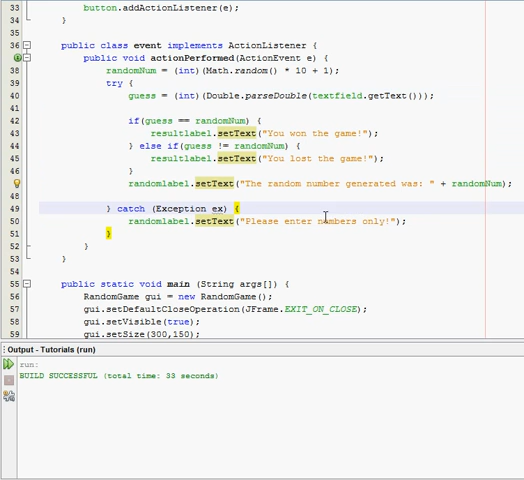 33 button.addActionListener(e);
34 }
35
36 public class event implements ActionListener {
public void actionPerformed(ActionEvent e) {
38 randomNum = (int)(Math.random() * 10 + 1);
39 try {
40 guess = (int)(Double.parseDouble(textfield.getText()));
41
42 if(guess == randomNum) {
43 resultlabel.setText("You won the game!");
44 } else if(guess != randomNum) {
45 resultlabel.setText("You lost the game!");
46 }
randomlabel.setText("The random number generated was: " + randomNum);
48
49 } catch (Exception ex) {
50 randomlabel.setText("Please enter numbers only!");
51 }
52 }
53 }
54
55 public static void main (String args[]) {
56 RandomGame gui = new RandomGame();
57 gui.setDefaultCloseOperation(JFrame.EXIT_ON_CLOSE);
58 gui.setVisible(true);
59 gui.setSize(300,150);
Output - Tutorials (run)
run:
BUILD SUCCESSFUL (total time: 33 seconds)